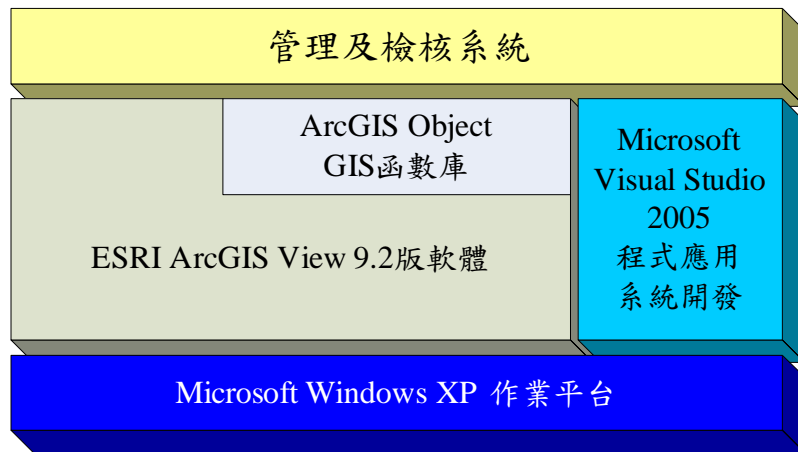 管理及檢核系統
ArcGIS Object
GIS函數庫
ESRI ArcGIS View 9.2版軟體
Microsoft
Visual Studio
2005
程式應用
系統開發
Microsoft Windows XP 作業平台